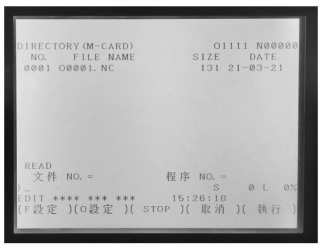 DIRECTORY(M-CARD) O1111 N00000
NO. FILE NAME SIZE DATE
0001 O0001.NC 131 21-03-21
READ
文件 NO.= 程序 NO.=
)_
S 0 L 0%
EDIT **** *** *** 15:26:18
(F設定 )(O設定 )( STOP )( 取消 )( 執行 )